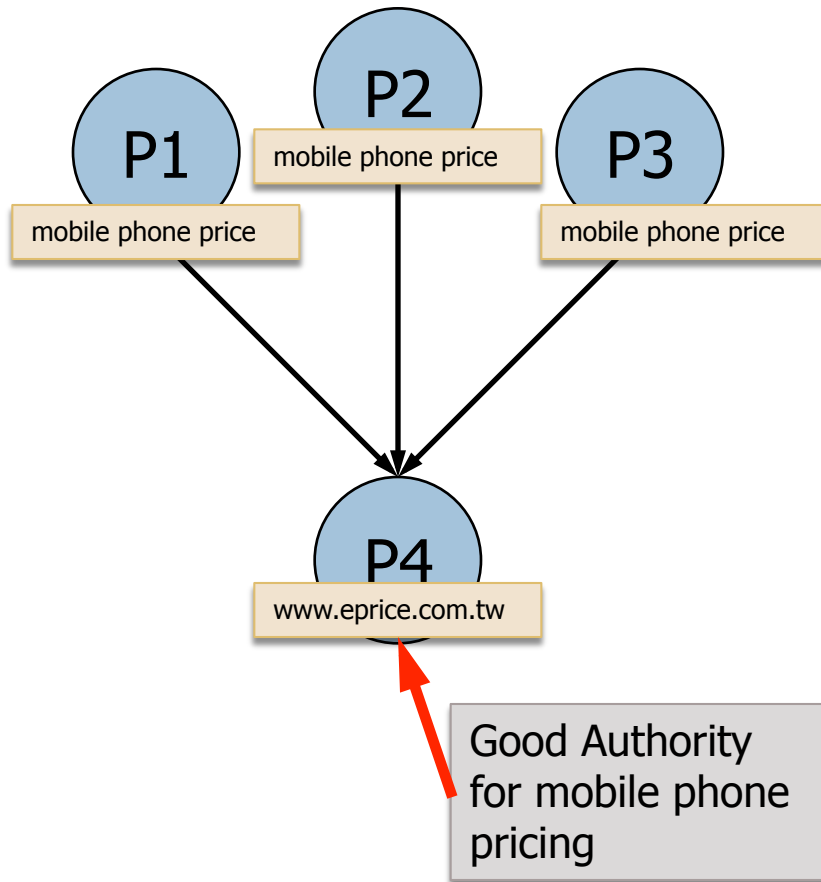 P1
P2
P3
mobile phone price
mobile phone price
mobile phone price
P4
www.eprice.com.tw
Good Authority
for mobile phone
pricing